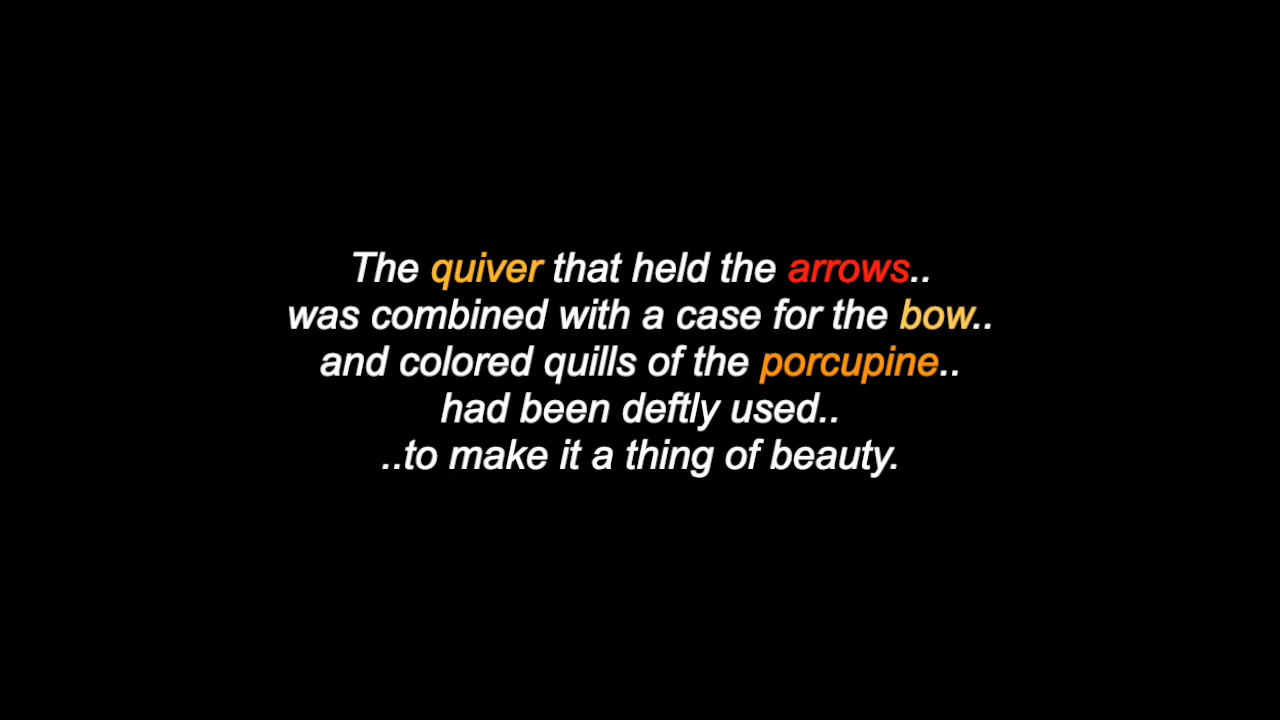 The quiver that held the arrows..
was combined with a case for the bow..
and colored quills of the porcupine..
had been deftly used..
..to make it a thing of beauty.